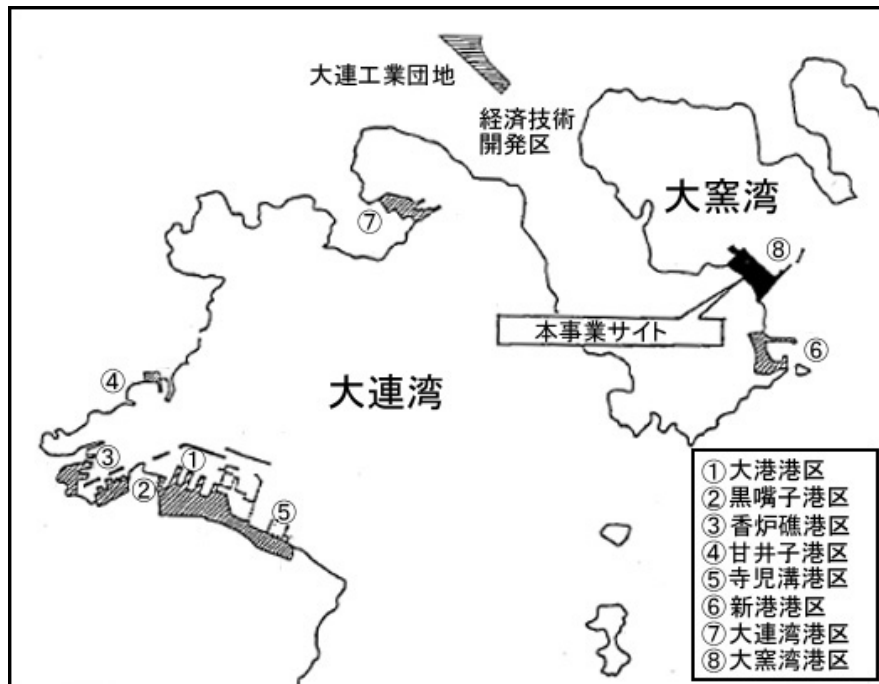 大連工業団地
経済技術
開発区
大窯湾
⑦
⑧
本事業サイト
⑥
④
大連湾
③
①
②
⑤
①大港港区
②黒嘴子港区
③香炉礁港区
④甘井子港区
⑤寺児溝港区
⑥新港港区
⑦大連湾港区
⑧大窯湾港区